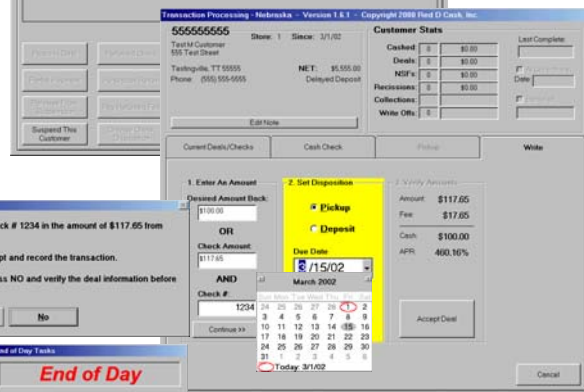 Transaction Processing - Nebraska - Version 1.6.1 - Copyright 2000 Red D Cash, Inc.
555555555 Store: 1 Since: 3/1/02
Test M Customer
555 Test Street
Testingville, TT 55555 NET: $5,555.00
Phone: (555) 555-5555 Delayed Deposit
Edit Note
Customer Stats
Cashed: 0 $0.00
Deals: 0 $0.00
NSFs: 0 $0.00
Recissions: 0 $0.00
Collections:
Write Offs: 0
Last Complete:
Date:
Suspend This
Customer
Current Deals/Checks Cash Check Pickup Write
1. Enter An Amount
Desired Amount Back:
$100.00
OR
Check Amount:
$117.65
AND
Check #:
1234
Continue >>
2. Set Disposition
Pickup
Deposit
Due Date
3/15/02
March 2002
Sun Mon Tue Wed Thu Fri Sat
24 25 26 27 28 1 2
3 4 5 6 7 8 9
10 11 12 13 14 15 16
17 18 19 20 21 22 23
24 25 26 27 28 29 30
31 1 2 3 4 5 6
Today: 3/1/02
3. Verify Amounts
Amount: $117.65
Fee: $17.65
Cash: $100.00
APR: 460.16%
Accept Deal
Cancel
ck # 1234 in the amount of $117.65 from
pt and record the transaction.
ss NO and verify the deal information before
No
End of Day Tasks
End of Day